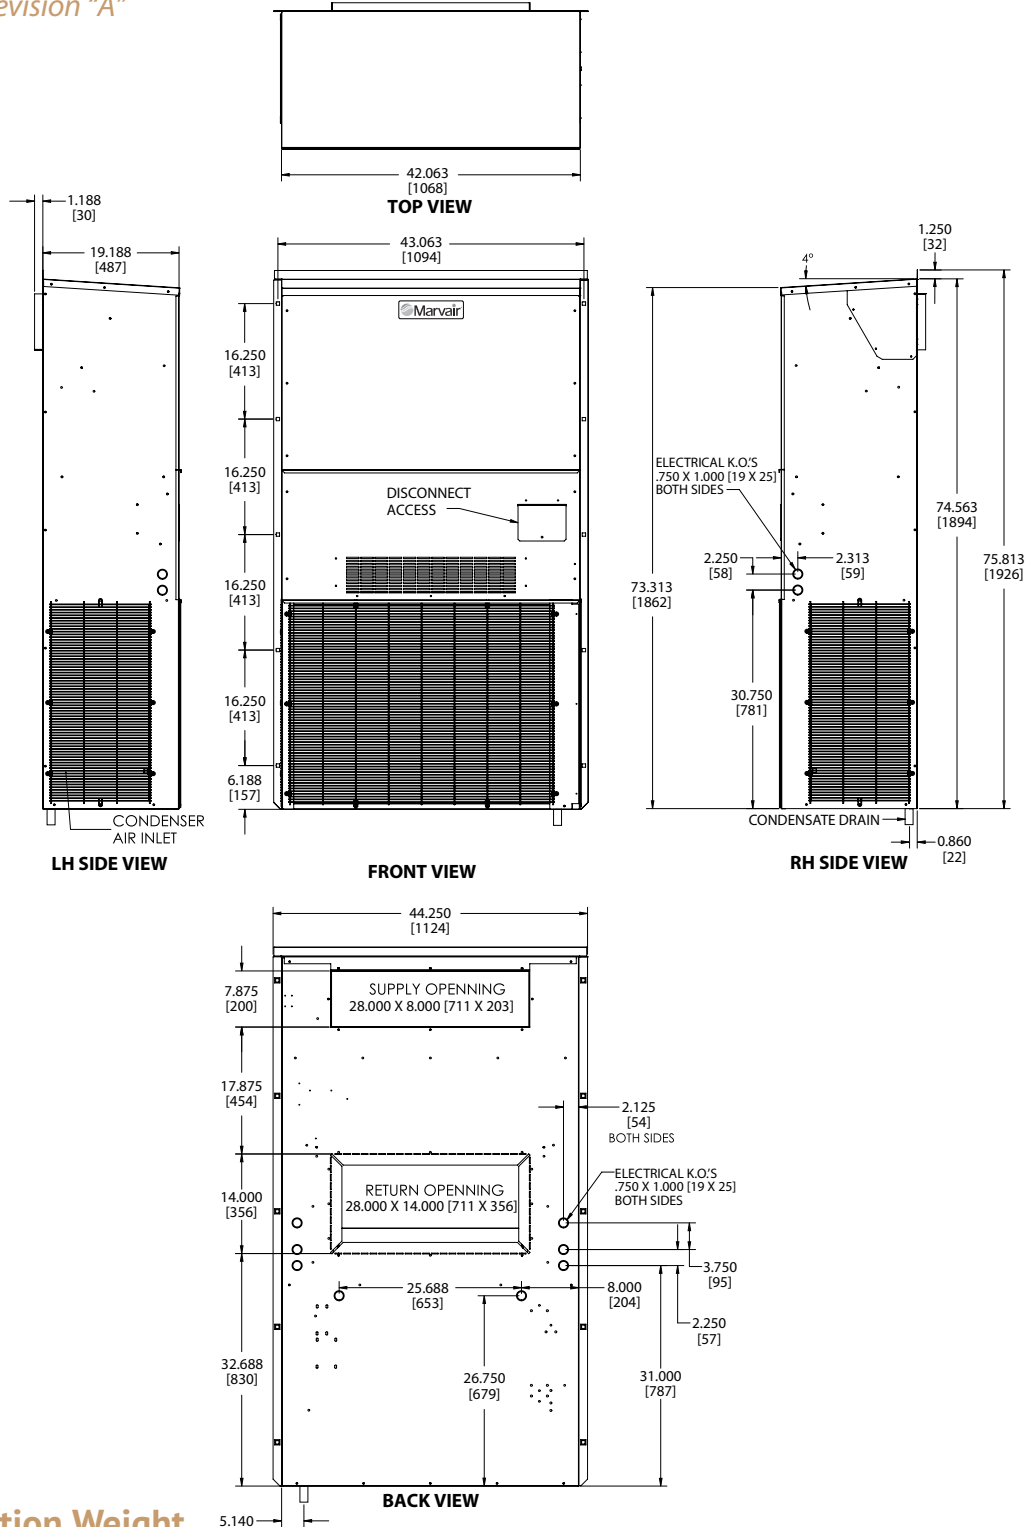 evision "A"
42.063
[1068]
TOP VIEW
1.188
[30]
19.188
[487]
43.063
[1094]
1.250
[32]
4°
Marvair
16.250
[413]
16.250
[413]
16.250
[413]
16.250
[413]
6.188
[157]
DISCONNECT
ACCESS
ELECTRICAL K.O.'S
.750 X 1.000 [19 X 25]
BOTH SIDES
74.563
[1894]
75.813
[1926]
2.250
[58]
2.313
[59]
73.313
[1862]
30.750
[781]
CONDENSER
AIR INLET
CONDENSATE DRAIN
0.860
[22]
LH SIDE VIEW
FRONT VIEW
RH SIDE VIEW
44.250
[1124]
7.875
[200]
SUPPLY OPENNING
28.000 X 8.000 [711 X 203]
17.875
[454]
2.125
[54]
BOTH SIDES
14.000
[356]
RETURN OPENNING
28.000 X 14.000 [711 X 356]
ELECTRICAL K.O.'S
.750 X 1.000 [19 X 25]
BOTH SIDES
3.750
[95]
25.688
[653]
8.000
[204]
2.250
[57]
32.688
[830]
26.750
[679]
31.000
[787]
BACK VIEW
tion Weight
5.140